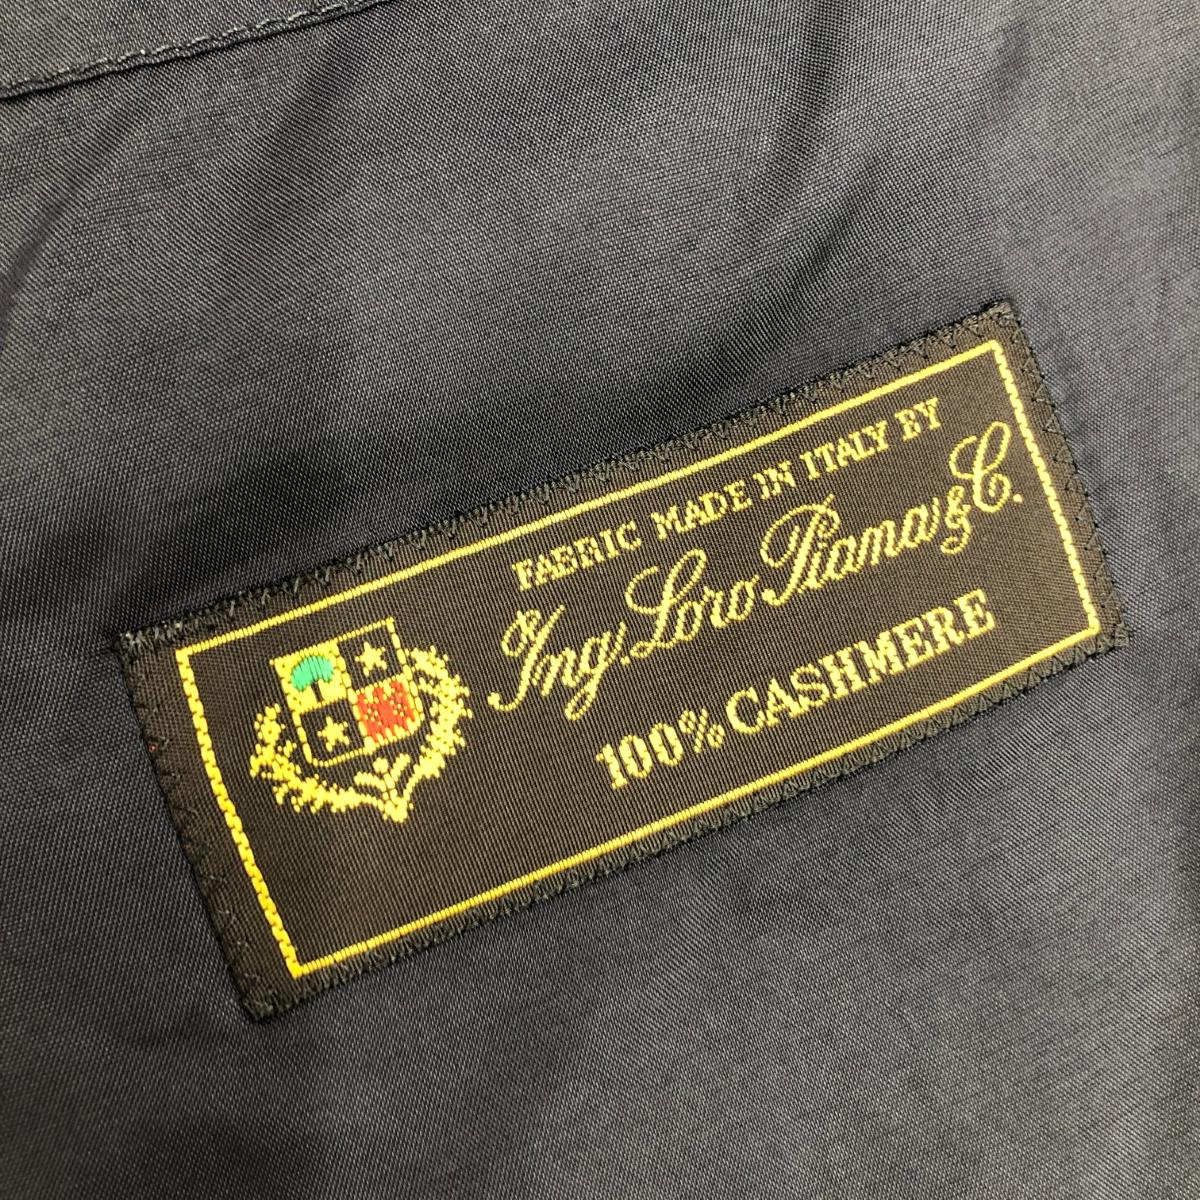 FABRIC MADE IN ITALY BY
Ing. Loro Piana & C.
100% CASHMERE